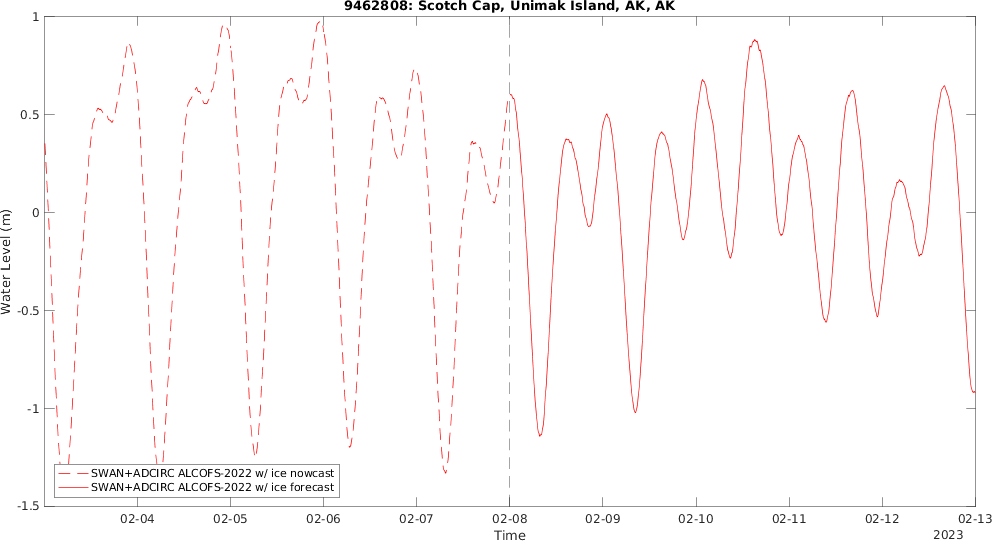 9462808: Scotch Cap, Unimak Island, AK, AK
1
0.5
0
-0.5
-1
-1.5
Water Level (m)
SWAN+ADCIRC ALCOFS-2022 w/ ice nowcast
SWAN+ADCIRC ALCOFS-2022 w/ ice forecast
02-04 02-05 02-06 02-07 02-08 02-09 02-10 02-11 02-12 02-13
Time
2023